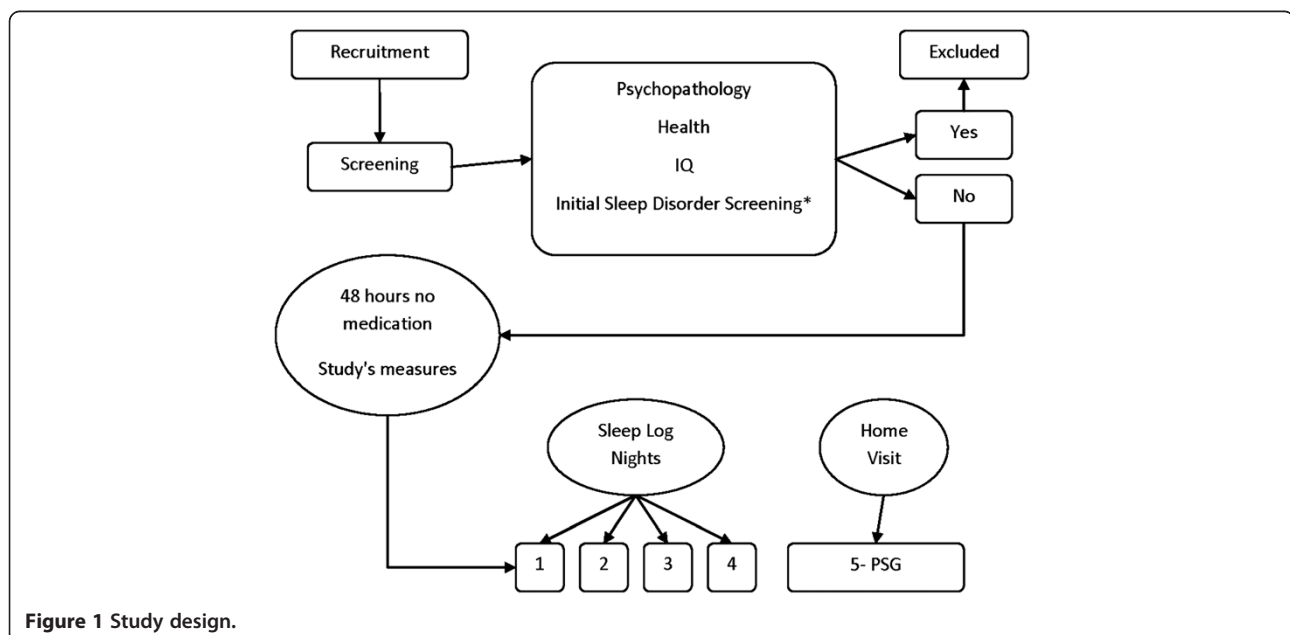 Recruitment
Screening
Psychopathology
Health
IQ
Initial Sleep Disorder Screening*
Excluded
Yes
No
48 hours no
medication
Study's measures
Sleep Log
Nights
Home
Visit
1
2
3
4
5- PSG
Figure 1 Study design.